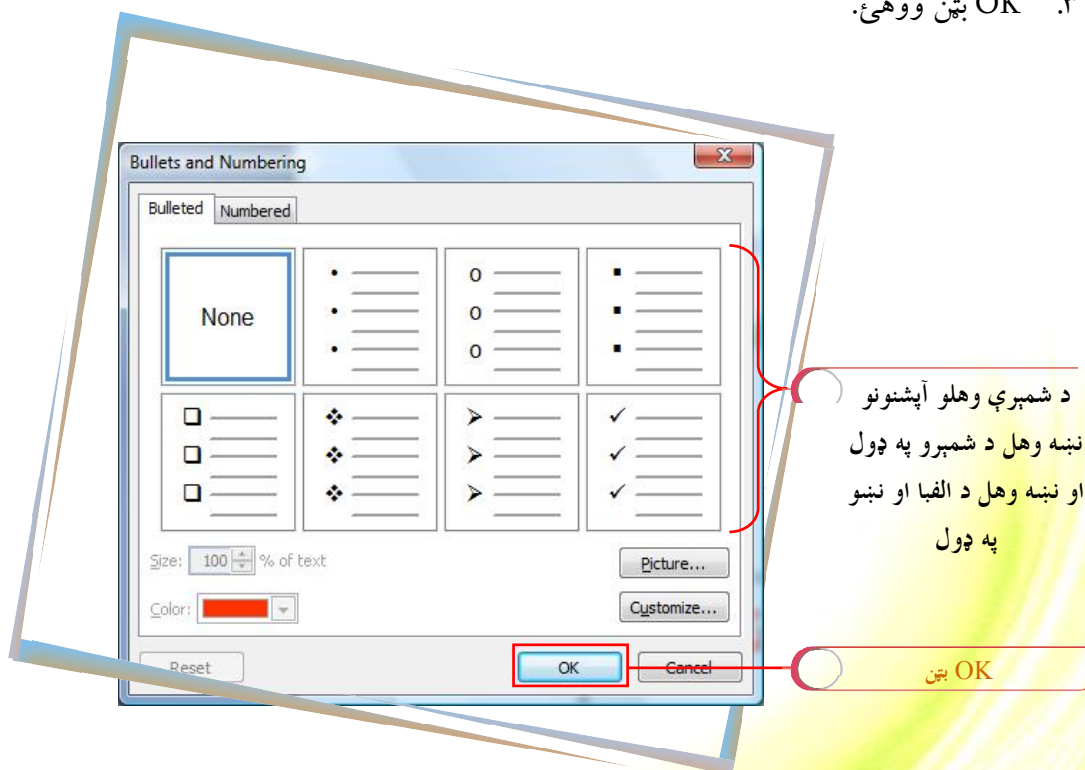 ۳. OK بټن ووهئ.
Bullets and Numbering
Bulleted Numbered
None
Size: 100 % of text
Picture...
Color:
Customize...
Reset OK Cancel
د شمېرې وهلو آپشنونو
نښه وهل د شمېرو په ډول
او نښه وهل د الفبا او نښو
په ډول
OK بټن